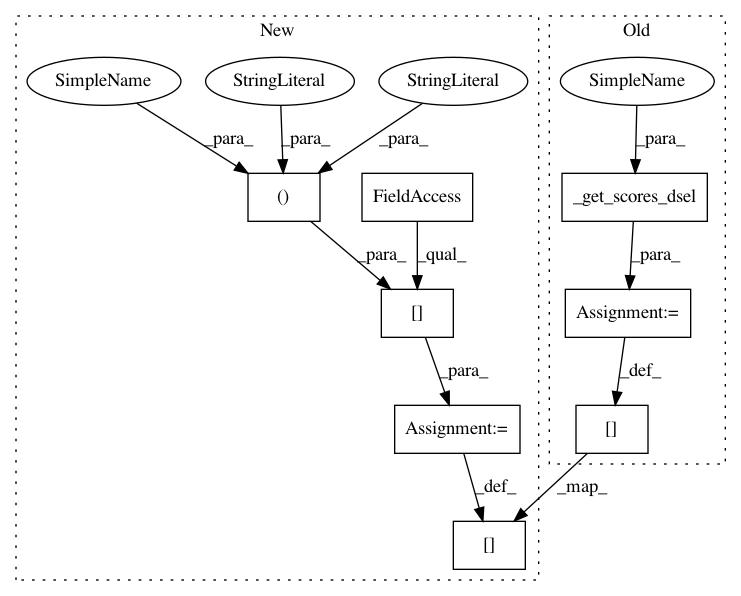 New
Old
SimpleName
StringLiteral
StringLiteral
SimpleName
_para_
_para_
_para_
_para_
()
FieldAccess
_get_scores_dsel
_para_
_qual_
_para_
[]
Assignment:=
_para_
_def_
Assignment:=
[]
_def_
_map_
[]